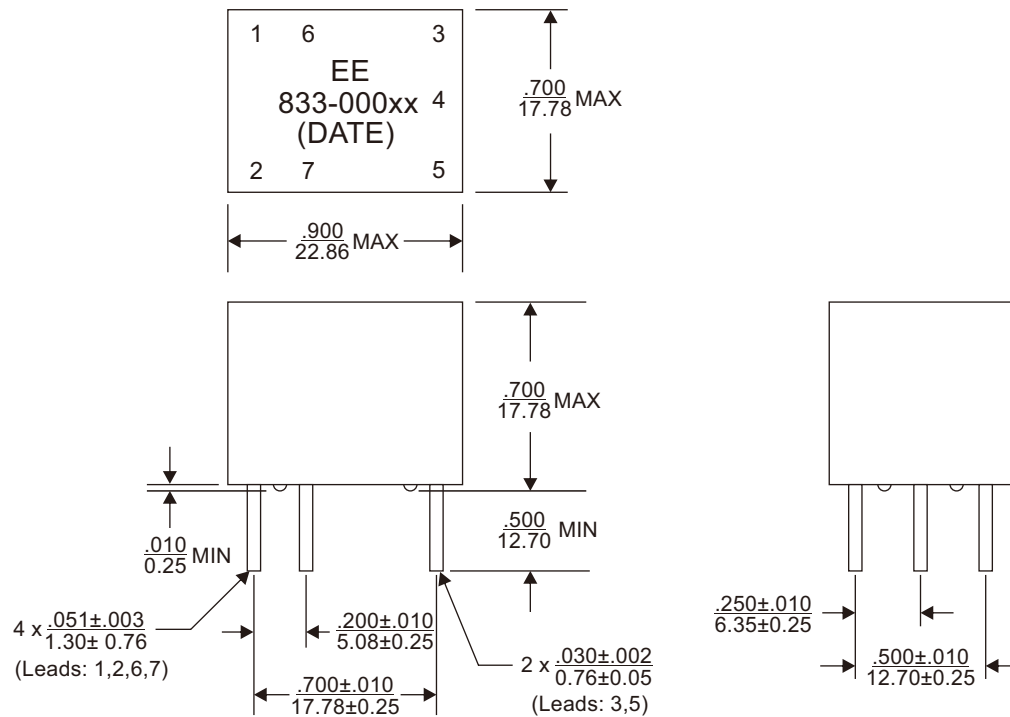 1 6 3
EE
833-000xx 4
(DATE)
2 7 5
.700
17.78 MAX
.900
22.86 MAX
.700
17.78 MAX
.010
0.25 MIN
.500
12.70 MIN
4 x .051±.003
1.30± 0.76
(Leads: 1,2,6,7)
.200±.010
5.08±0.25
.700±.010
17.78±0.25
2 x .030±.002
0.76±0.05
(Leads: 3,5)
.250±.010
6.35±0.25
.500±.010
12.70±0.25